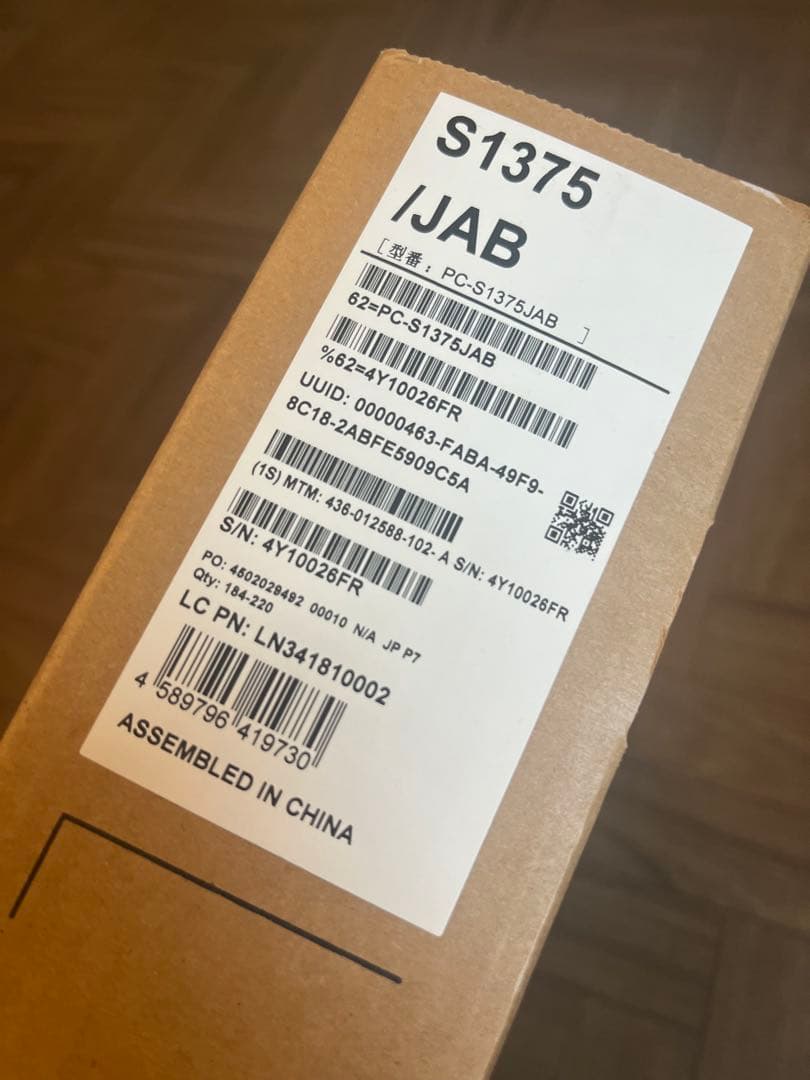 S1375
/JAB
[型番： PC-S1375JAB ]
62=PC-S1375JAB
%62=4Y10026FR
UUID: 00000463-FABA-49F9-
8C18-2ABFE5909C5A
(1S) MTM: 436-012588-102- A S/N: 4Y10026FR
S/N: 4Y10026FR
PO: 4502029492 00010 N/A JP P7
Qty: 184-220
LC PN: LN341810002
4 589796 419730
ASSEMBLED IN CHINA